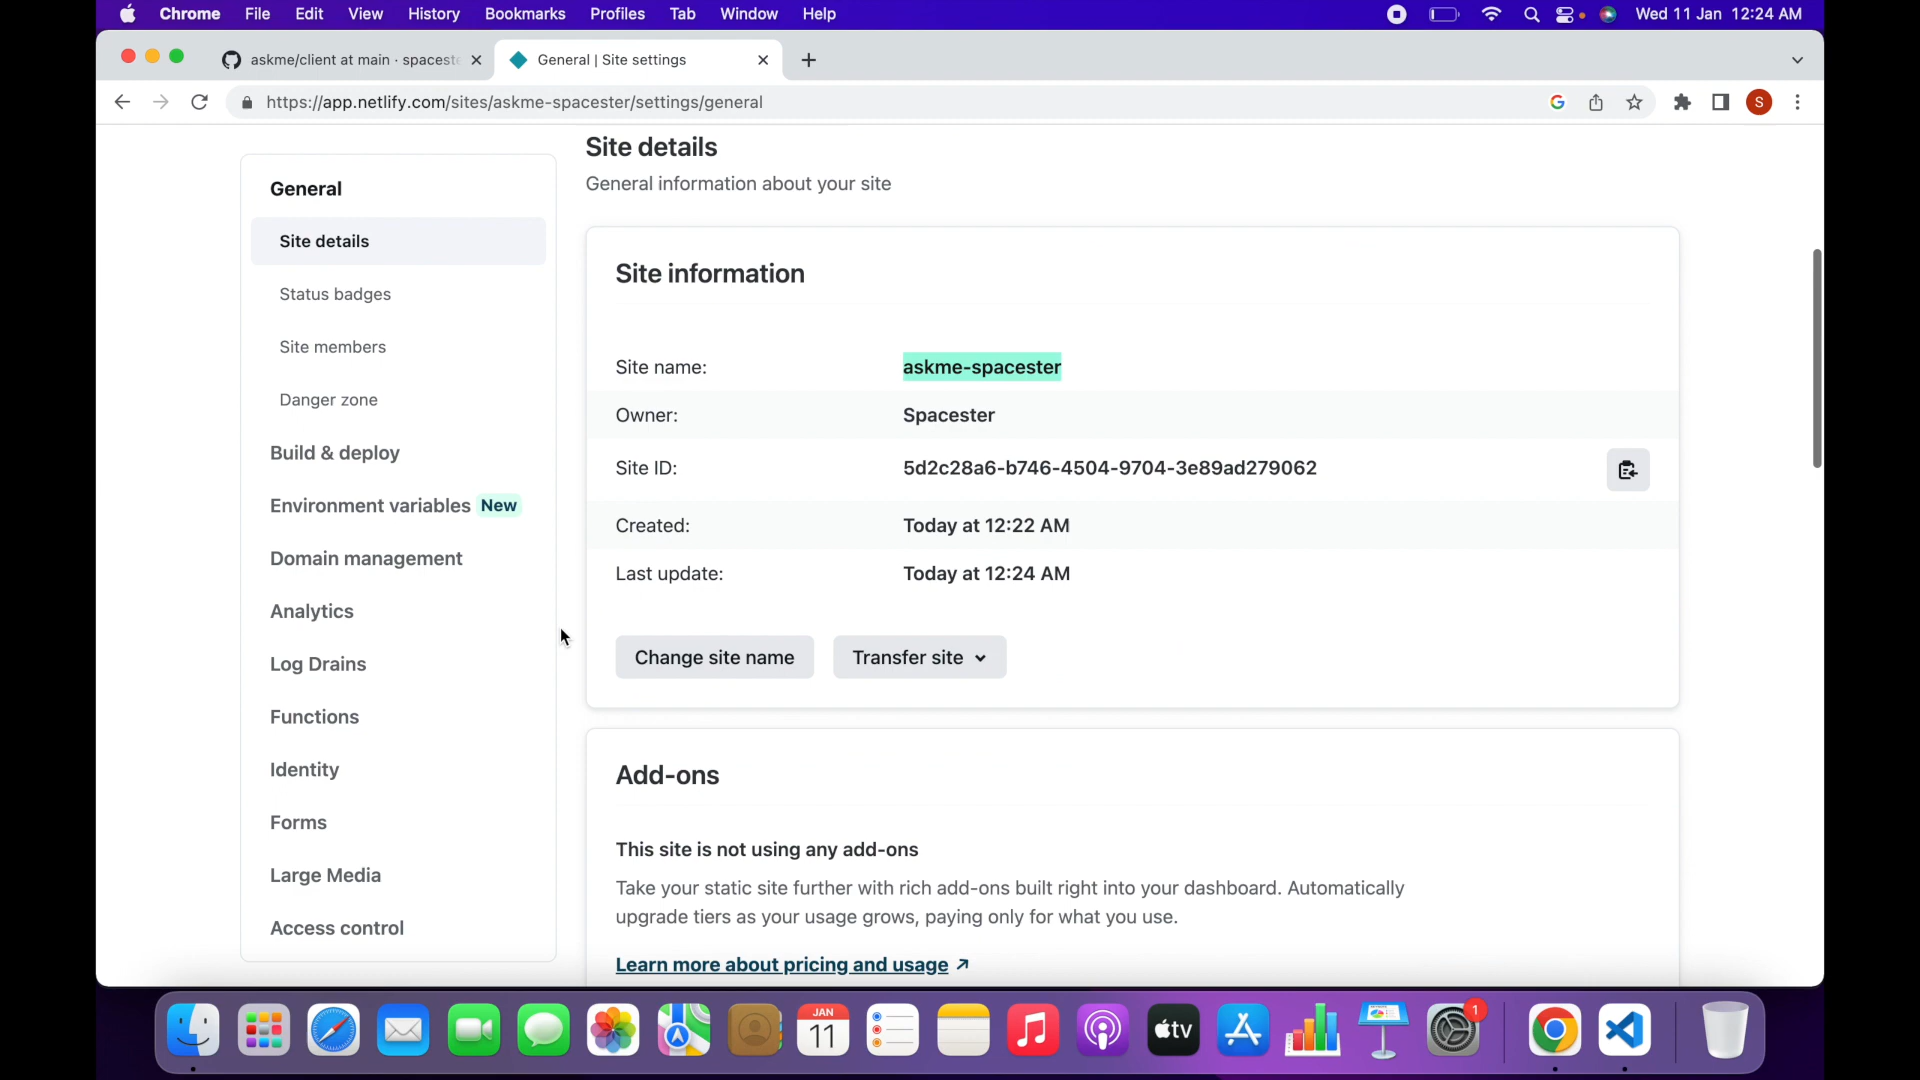 Chrome File Edit View History Bookmarks Profiles Tab Window Help Wed 11 Jan 12:24 AM
askme/client at main · spacest General | Site settings
https://app.netlify.com/sites/askme-spacester/settings/general S
Site details
General information about your site
General
Site details
Status badges
Site members
Danger zone
Build & deploy
Environment variables New
Domain management
Analytics
Log Drains
Functions
Identity
Forms
Large Media
Access control
Site information
Site name: askme-spacester
Owner: Spacester
Site ID: 5d2c28a6-b746-4504-9704-3e89ad279062
Created: Today at 12:22 AM
Last update: Today at 12:24 AM
Change site name Transfer site
Add-ons
This site is not using any add-ons
Take your static site further with rich add-ons built right into your dashboard. Automatically
upgrade tiers as your usage grows, paying only for what you use.
Learn more about pricing and usage
JAN
11
tv
1